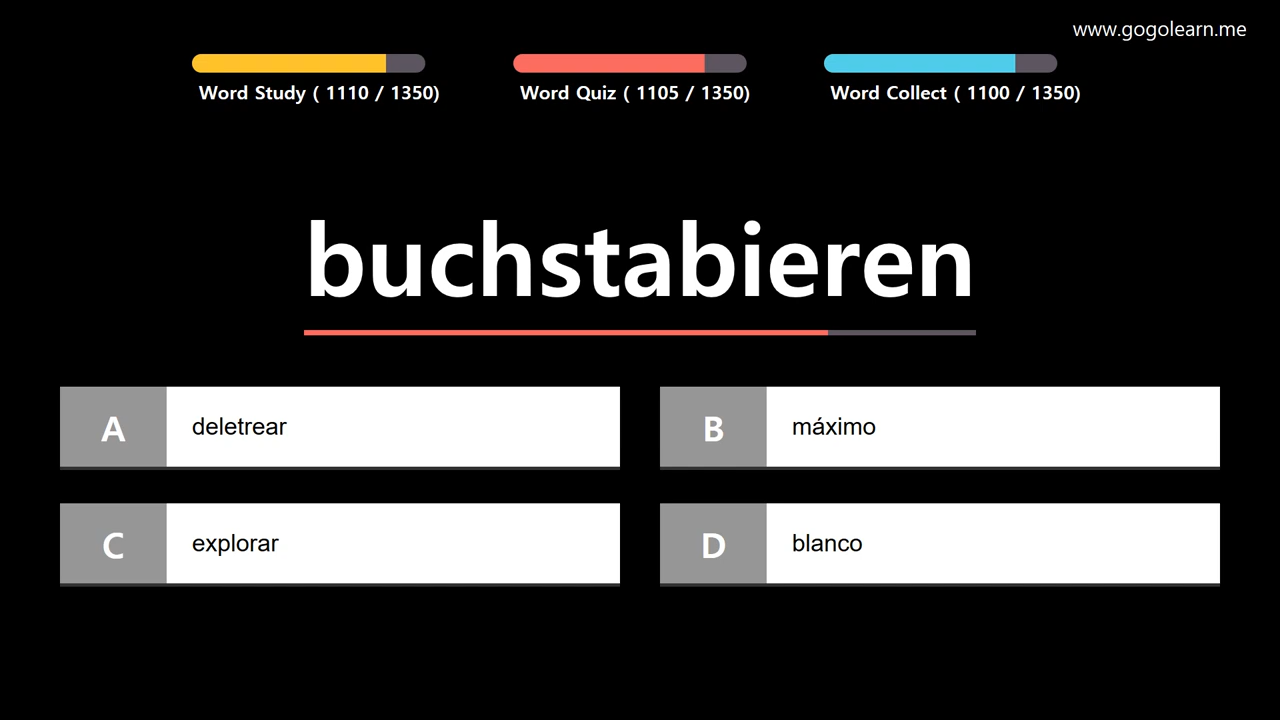 www.gogolearn.me
Word Study ( 1110 / 1350)
Word Quiz ( 1105 / 1350)
Word Collect ( 1100 / 1350)
buchstabieren
A deletrear
B máximo
C explorar
D blanco